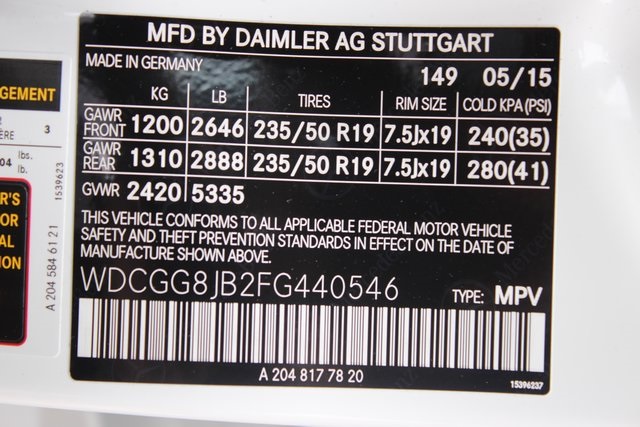 MFD BY DAIMLER AG STUTTGART
MADE IN GERMANY 149 05/15
KG LB TIRES RIM SIZE COLD KPA (PSI)
GAWR FRONT 1200 2646 235/50 R19 7.5Jx19 240(35)
GAWR REAR 1310 2888 235/50 R19 7.5Jx19 280(41)
GVWR 2420 5335
THIS VEHICLE CONFORMS TO ALL APPLICABLE FEDERAL MOTOR VEHICLE
SAFETY AND THEFT PREVENTION STANDARDS IN EFFECT ON THE DATE OF
MANUFACTURE SHOWN ABOVE.
WDCGG8JB2FG440546 TYPE: MPV
A 204 817 78 20
15396237
GEMENT
3
lbs.
lb.
1539623
A 204 584 61 21